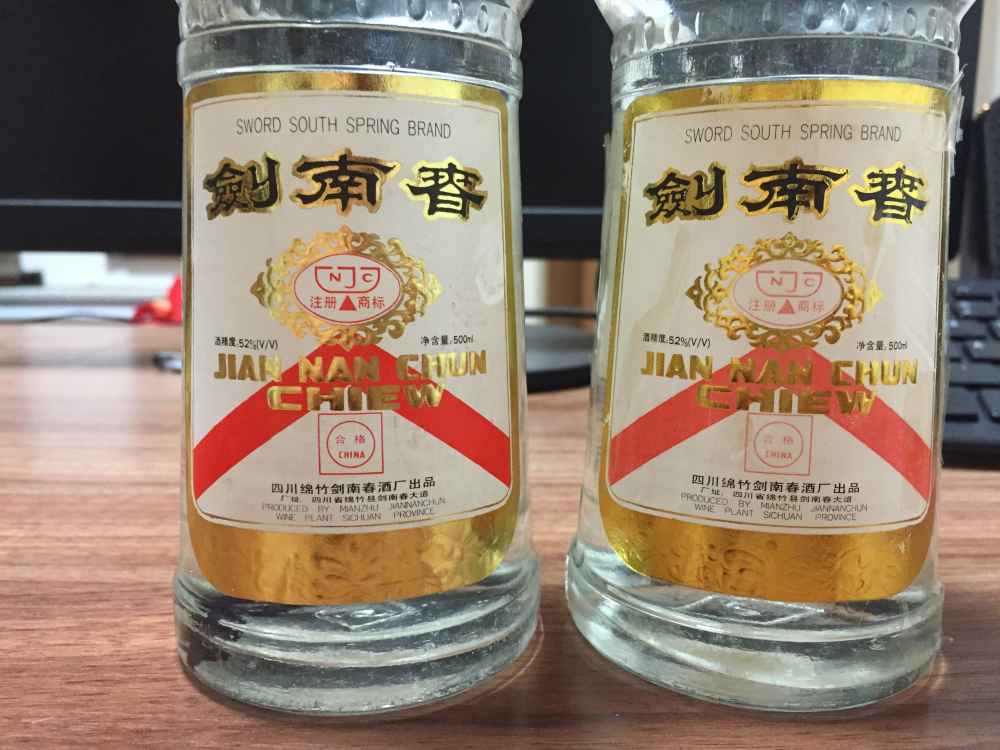 SWORD SOUTH SPRING BRAND
劍南春
NJC
注册 商标
酒精度:52%(V/V) 净含量:500ml
JIAN NAN CHUN
CHIEW
合格
CHINA
四川绵竹剑南春酒厂出品
厂址:四川省绵竹县剑南春大道
PRODUCED BY MIANZHU JIANNANCHUN
WINE PLANT SICHUAN PROVINCE
SWORD SOUTH SPRING BRAND
劍南春
NJC
注册 商标
酒精度:52%(V/V) 净含量:500ml
JIAN NAN CHUN
CHIEW
合格
CHINA
四川绵竹剑南春酒厂出品
厂址:四川省绵竹县剑南春大道
PRODUCED BY MIANZHU JIANNANCHUN
WINE PLANT SICHUAN PROVINCE